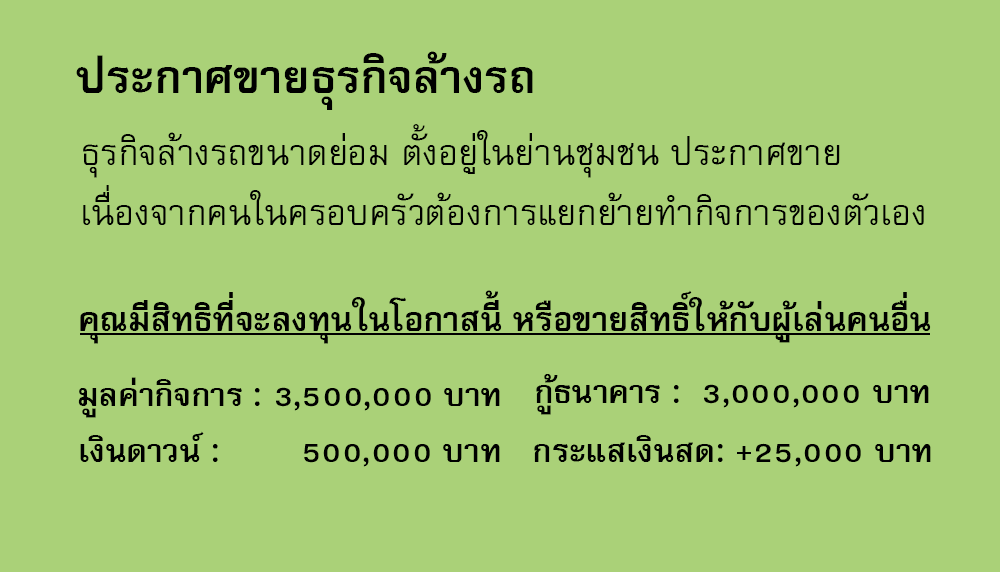 ประกาศขายธุรกิจล้างรถ
ธุรกิจล้างรถขนาดย่อม ตั้งอยู่ในย่านชุมชน ประกาศขาย
เนื่องจากคนในครอบครัวต้องการแยกย้ายทำกิจการของตัวเอง
คุณมีสิทธิที่จะลงทุนในโอกาสนี้ หรือขายสิทธิ์ให้กับผู้เล่นคนอื่น
มูลค่ากิจการ : 3,500,000 บาท กู้ธนาคาร : 3,000,000 บาท
เงินดาวน์ : 500,000 บาท กระแสเงินสด: +25,000 บาท